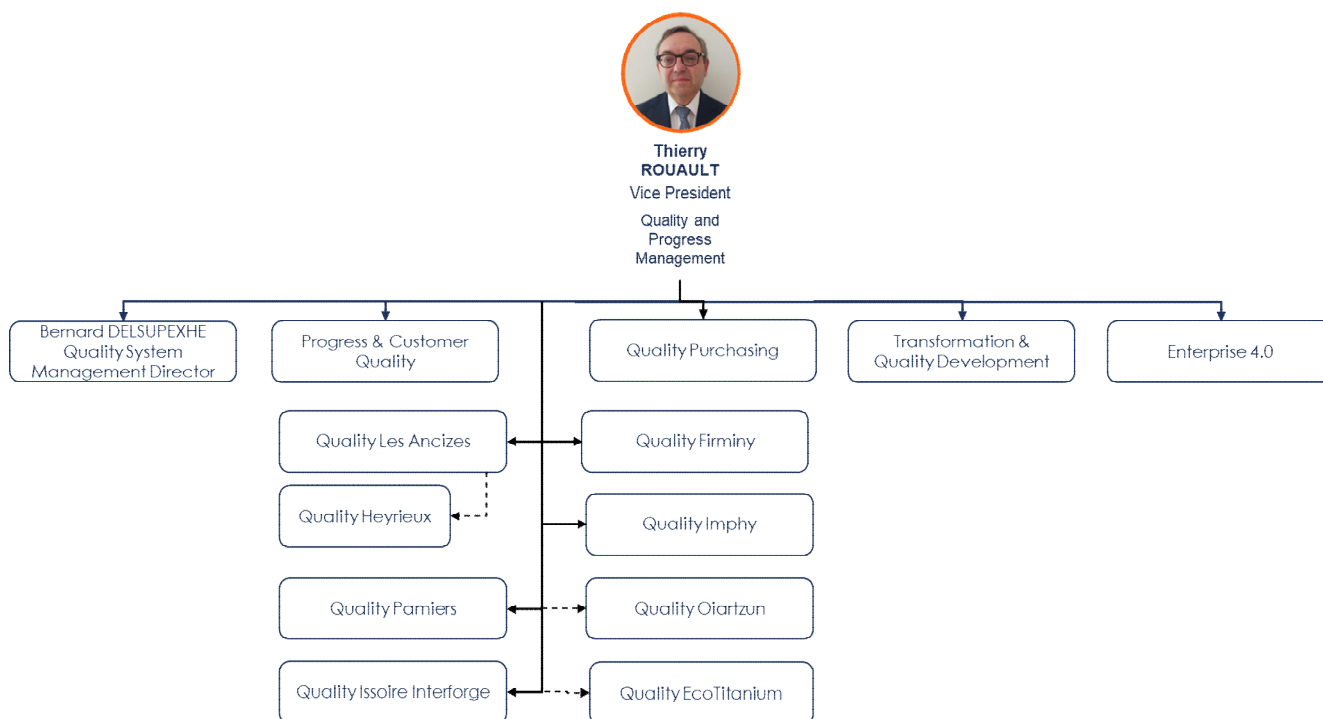 Thierry
ROUAULT
Vice President
Quality and
Progress
Management
Bernard DELSUPEXHE
Quality System
Management Director
Progress & Customer
Quality
Quality Purchasing
Transformation &
Quality Development
Enterprise 4.0
Quality Les Ancizes
Quality Firminy
Quality Heyrieux
Quality Imphy
Quality Pamiers
Quality Oiartzun
Quality Issoire Interforge
Quality EcoTitanium